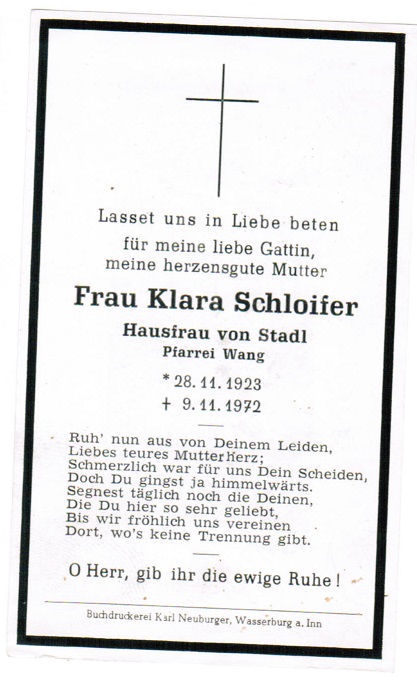 Lasset uns in Liebe beten
für meine liebe Gattin,
meine herzensgute Mutter
Frau Klara Schloifer
Hausfrau von Stadl
Pfarrei Wang
* 28. 11. 1923
† 9. 11. 1972
Ruh' nun aus von Deinem Leiden,
Liebes teures MutterHerz;
Schmerzlich war für uns Dein Scheiden,
Doch Du gingst ja himmelwärts.
Segnest täglich noch die Deinen,
Die Du hier so sehr geliebt,
Bis wir fröhlich uns vereinen
Dort, wo's keine Trennung gibt.
O Herr, gib ihr die ewige Ruhe!
Buchdruckerei Karl Neuburger, Wasserburg a. Inn